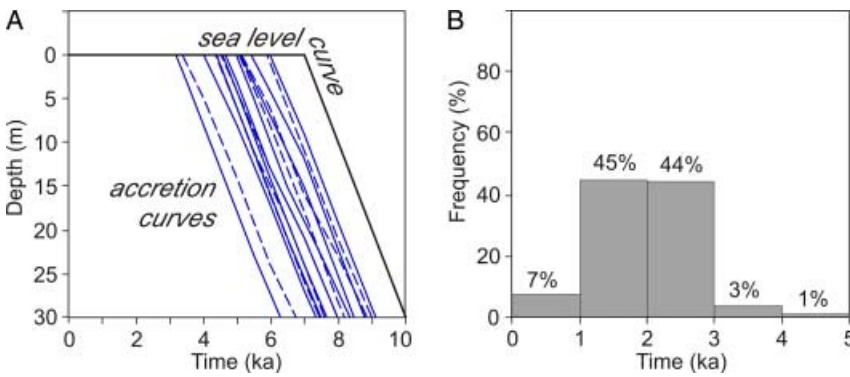 A
sea level
curve
accretion
curves
Depth (m)
0
5
10
15
20
25
30
0 2 4 6 8 10
Time (ka)
B
Frequency (%)
80
60
40
20
0
7%
45%
44%
3%
1%
0 1 2 3 4 5
Time (ka)